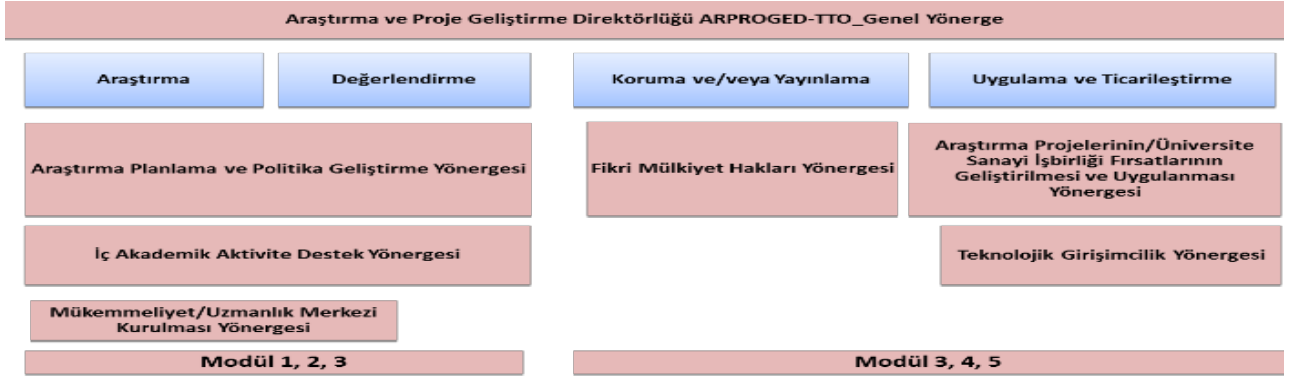 Araştırma ve Proje Geliştirme Direktörlüğü ARPROGED-TTO_Genel Yönerge
Araştırma
Değerlendirme
Koruma ve/veya Yayınlama
Uygulama ve Ticarileştirme
Araştırma Planlama ve Politika Geliştirme Yönergesi
Fikri Mülkiyet Hakları Yönergesi
Araştırma Projelerinin/Üniversite
Sanayi İşbirliği Fırsatlarının
Geliştirilmesi ve Uygulanması
Yönergesi
İç Akademik Aktivite Destek Yönergesi
Teknolojik Girişimcilik Yönergesi
Mükemmeliyet/Uzmanlık Merkezi
Kurulması Yönergesi
Modül 1, 2, 3
Modül 3, 4, 5